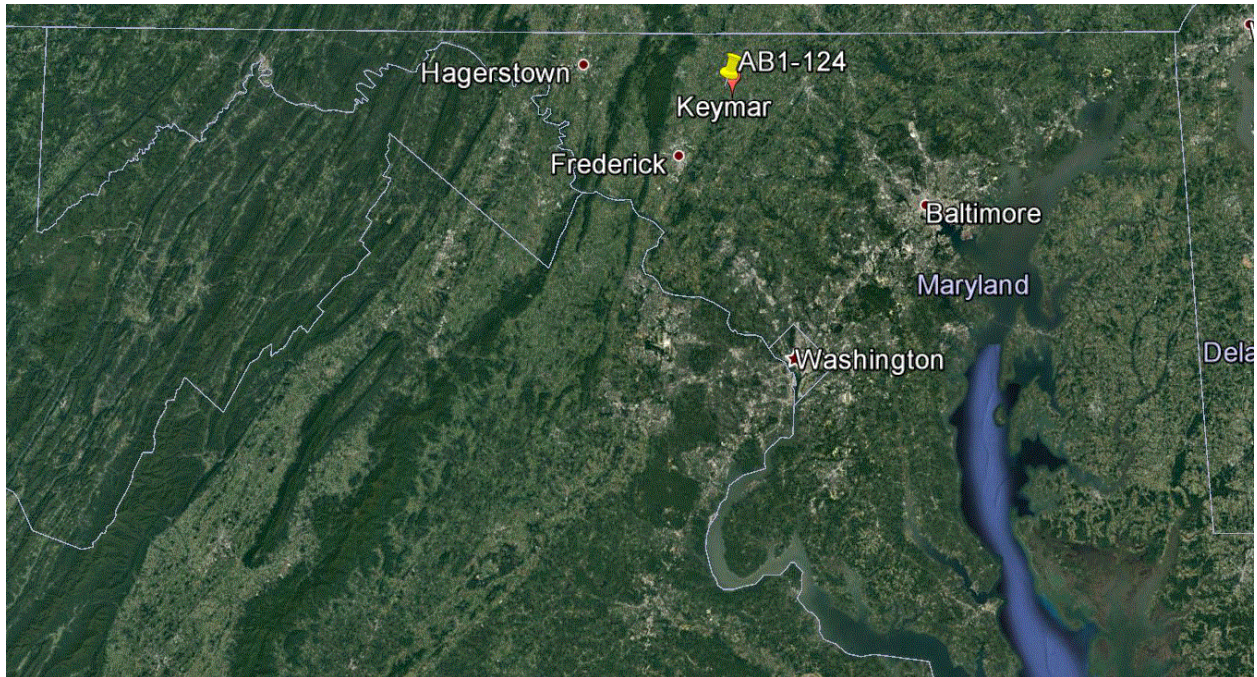 AB1-124
Hagerstown
Keymar
Frederick
Baltimore
Maryland
Washington
Dela